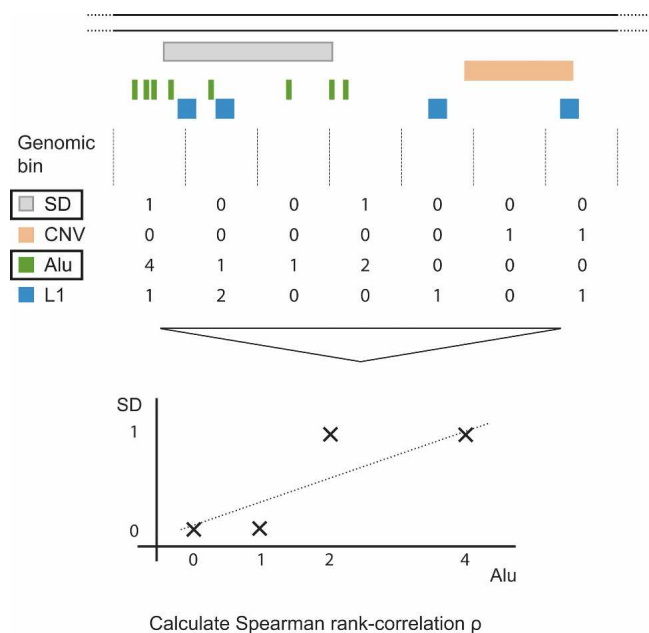 Genomic
bin
SD 1 0 0 1 0 0 0
CNV 0 0 0 0 0 1 1
Alu 4 1 1 2 0 0 0
L1 1 2 0 0 1 0 1
SD
1
0
0 1 2 4
Alu
Calculate Spearman rank-correlation ρ